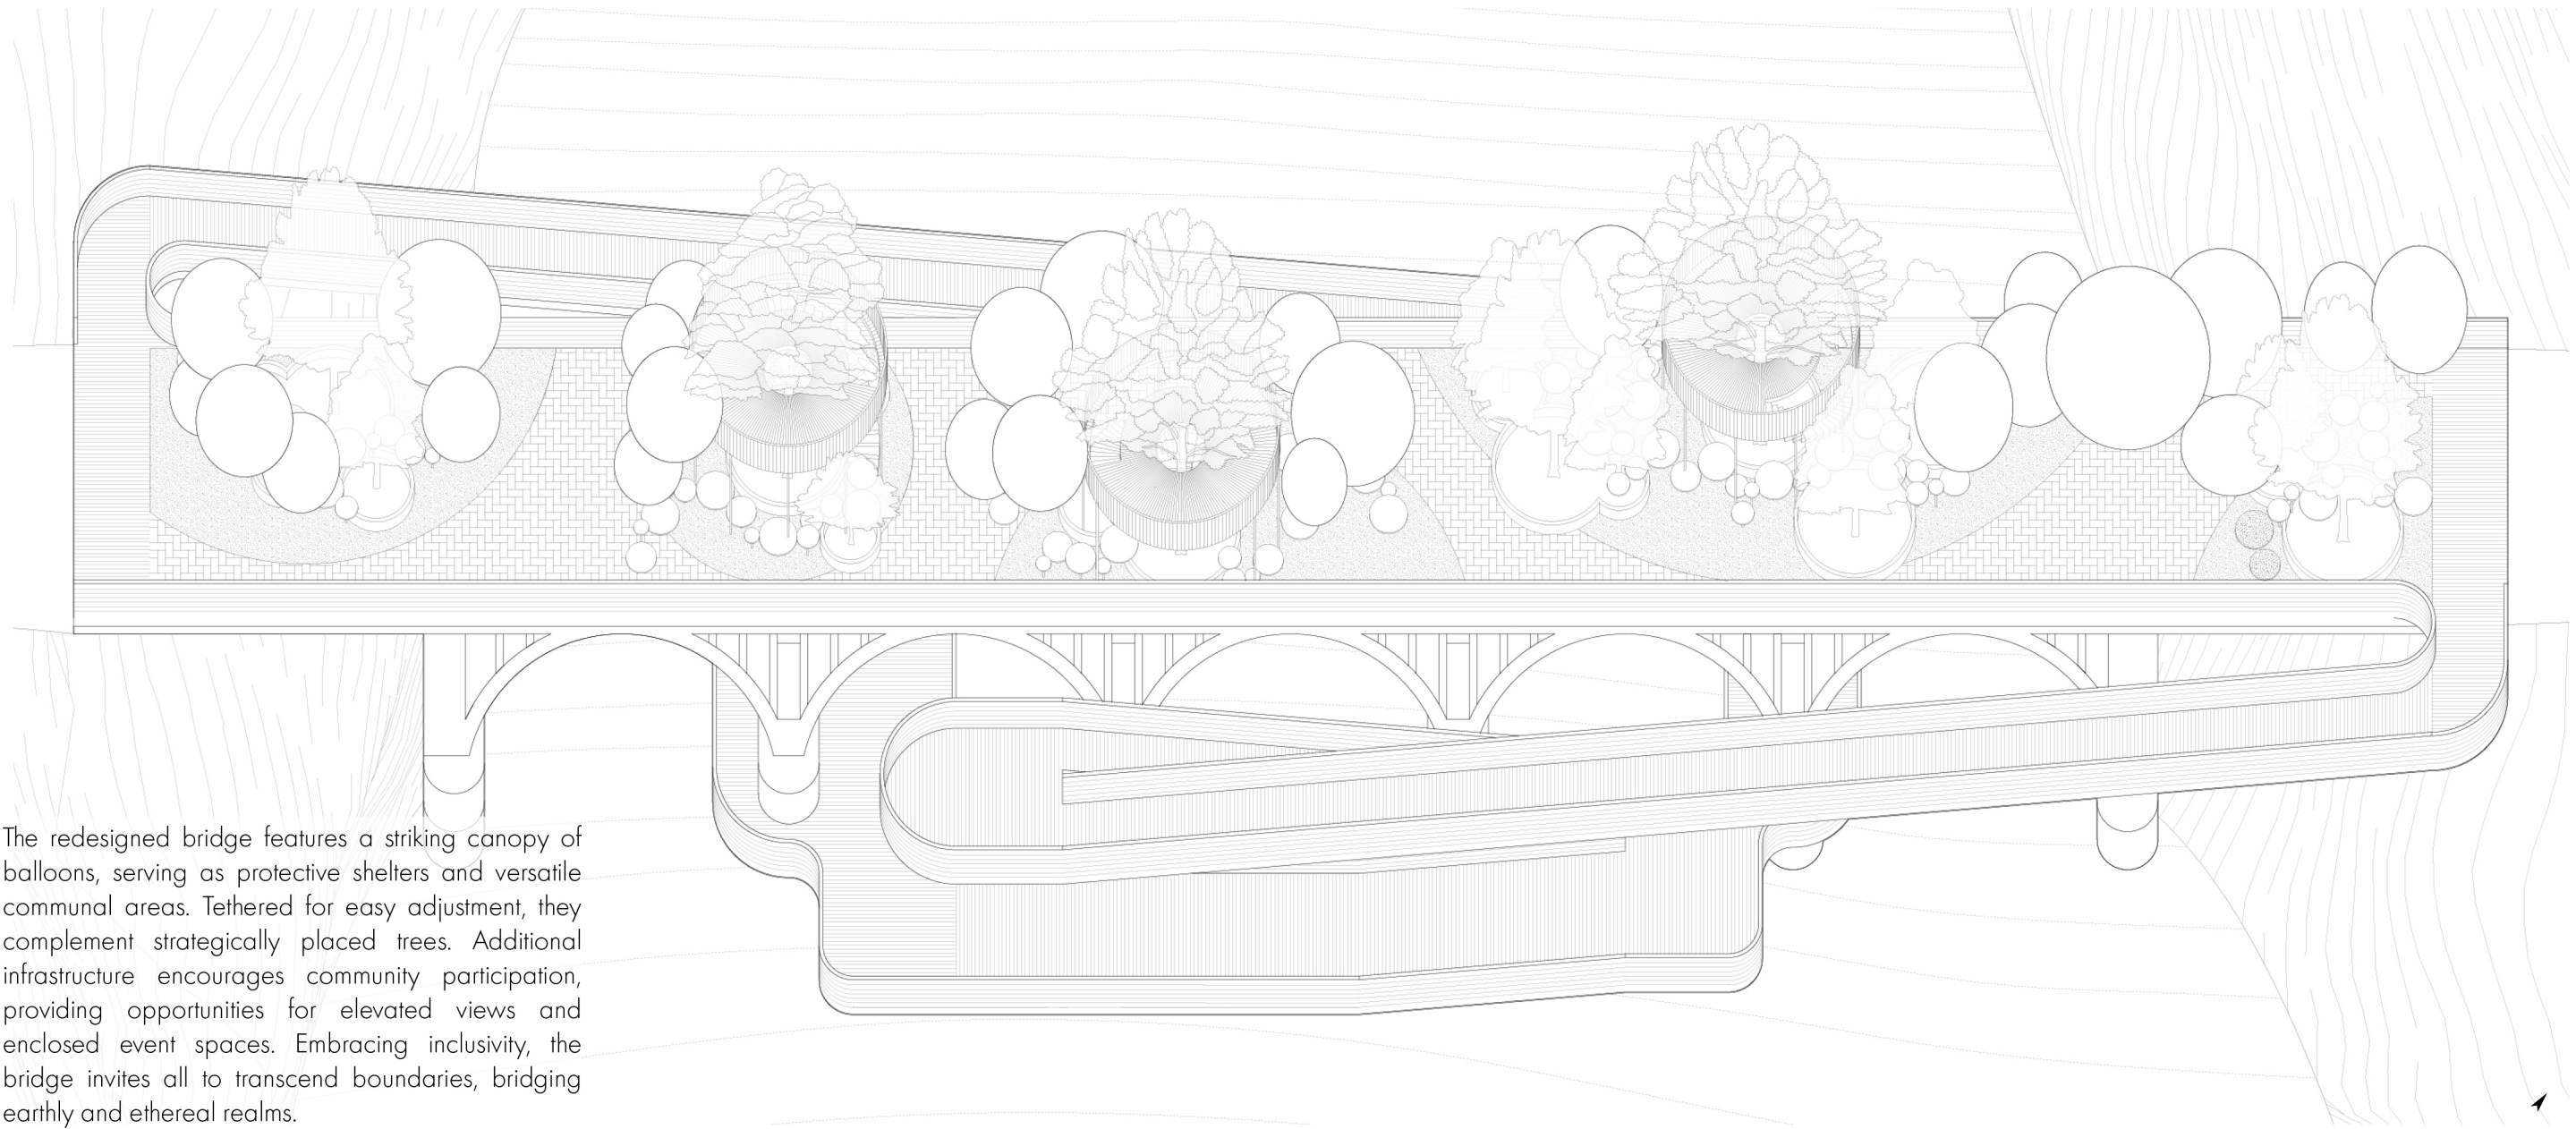 The redesigned bridge features a striking canopy of
balloons, serving as protective shelters and versatile
communal areas. Tethered for easy adjustment, they
complement strategically placed trees. Additional
infrastructure encourages community participation,
providing opportunities for elevated views and
enclosed event spaces. Embracing inclusivity, the
bridge invites all to transcend boundaries, bridging
earthly and ethereal realms.